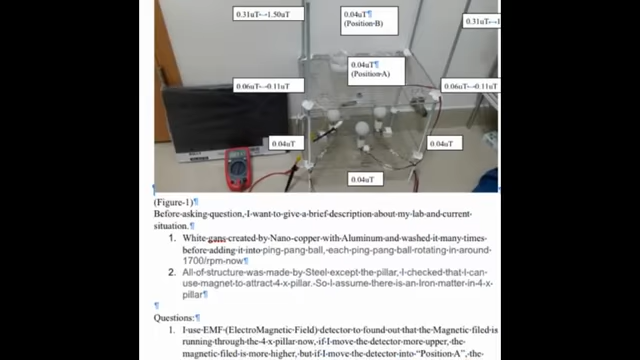 0.31uT↔1.50uT
0.04uT¶
(Position-B)
0.31uT↔1
0.04uT¶
(Position-A)
0.06uT↔0.11uT
0.06uT↔0.11uT
0.04uT
0.04uT
0.04uT
(Figure-1)¶
Before asking question, I want to give a brief description about my lab and current
situation.¶
1. White gans created by Nano-copper with Aluminum and washed it many times
before adding it into ping-pang-ball, each ping-pang-ball rotating in around
1700/rpm now¶
2. All of structure was made by Steel except the pillar, I checked that I can
use magnet to attract 4 x pillar. So I assume there is an Iron matter in 4 x
pillar¶
¶
Questions:¶
1. I use EMF (ElectroMagnetic Field) detector to found out that the Magnetic filed is
running through the 4 x pillar now, if I move the detector more upper, the
magnetic filed is more higher, but if I move the detector into "Position A", the